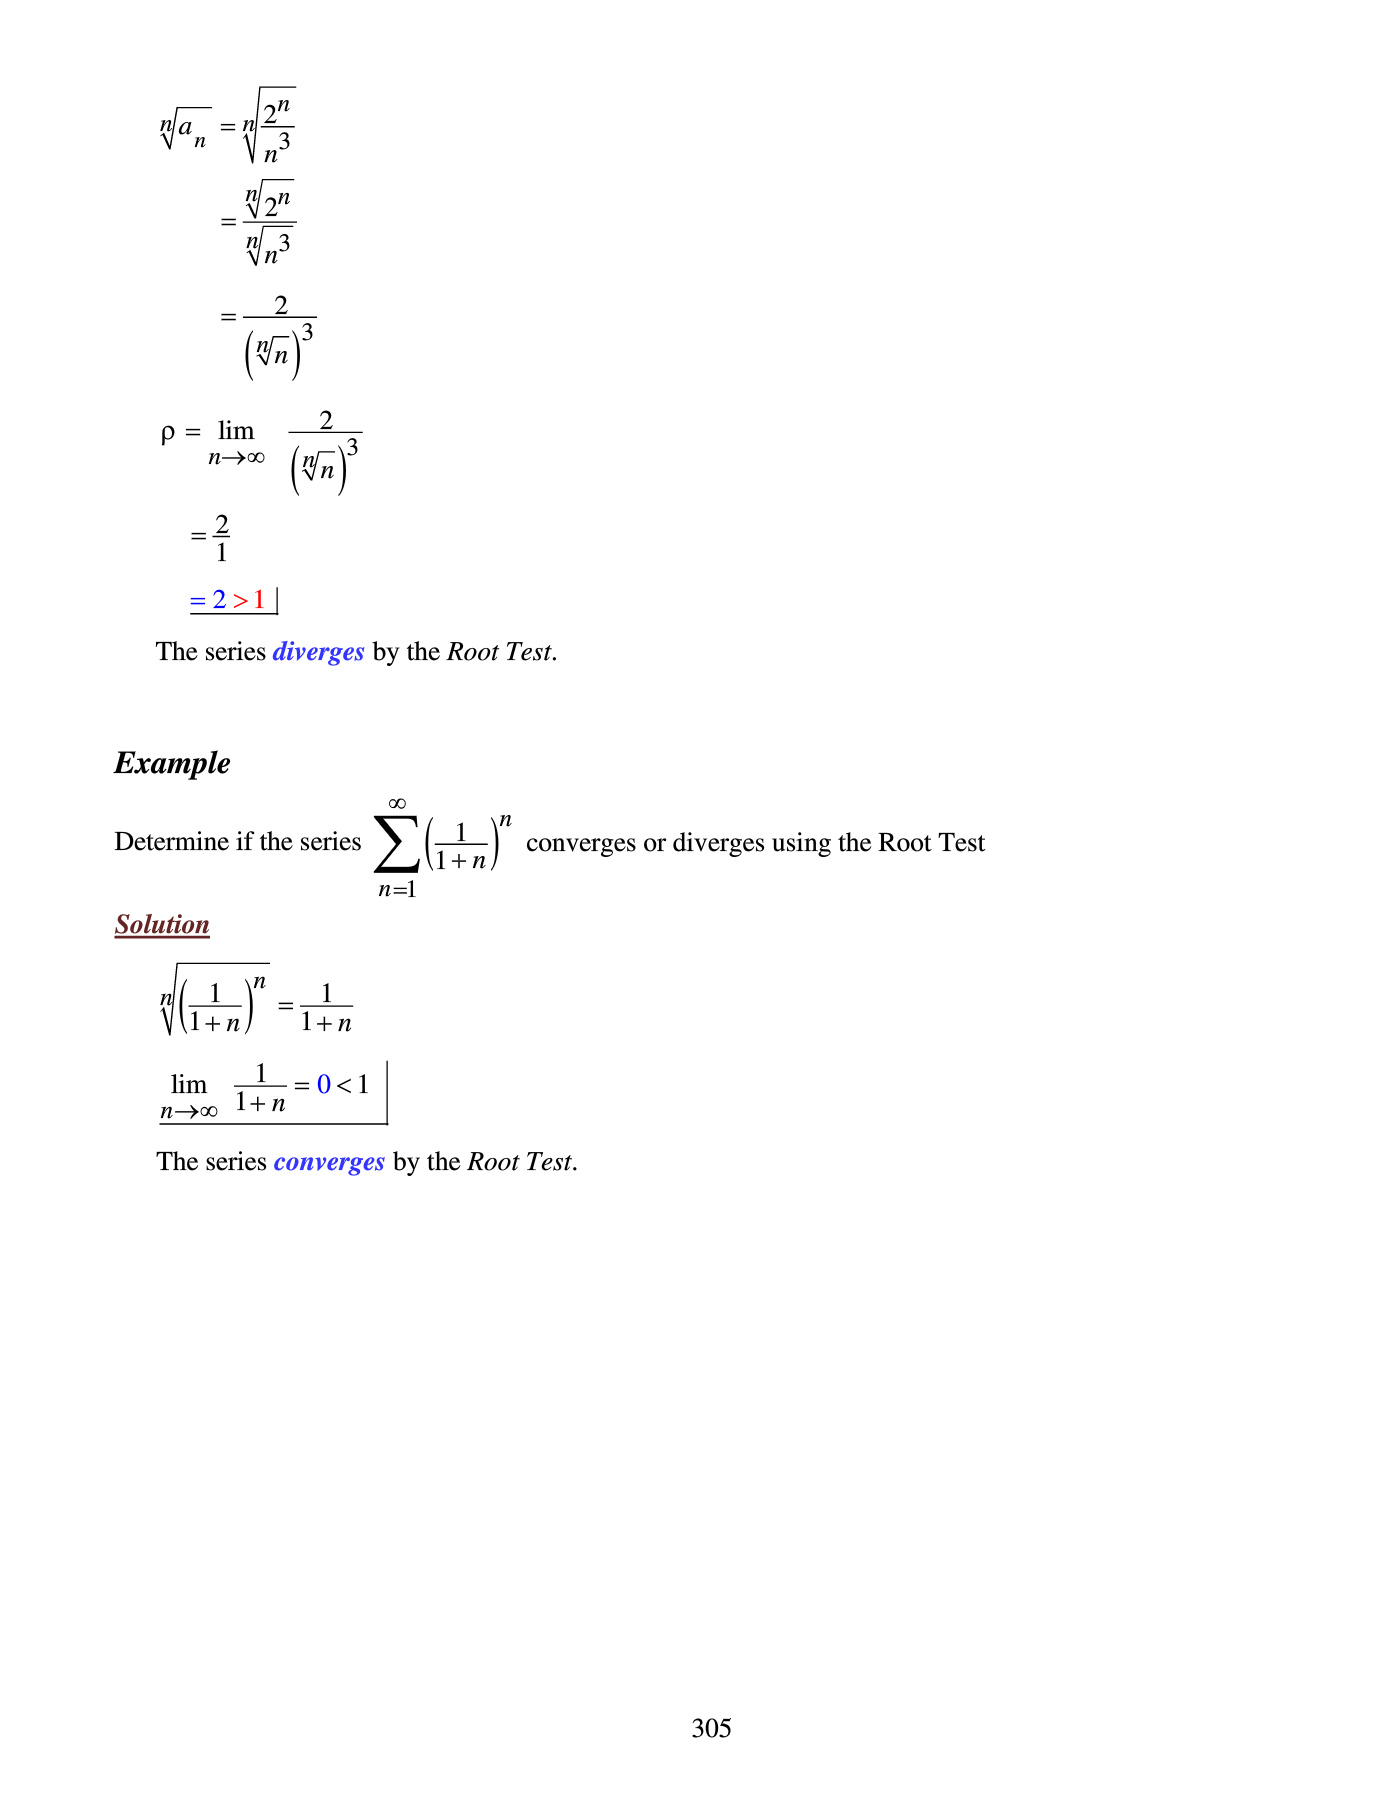 $\sqrt[n]{a_n} = \sqrt[n]{\frac{2^n}{n^3}}$
$= \frac{\sqrt[n]{2^n}}{\sqrt[n]{n^3}}$
$= \frac{2}{\left(\sqrt[n]{n}\right)^3}$
$\rho = \lim_{n \to \infty} \frac{2}{\left(\sqrt[n]{n}\right)^3}$
$= \frac{2}{1}$
$= 2 > 1$
The series diverges by the Root Test.
Example
Determine if the series $\sum_{n=1}^{\infty} \left(\frac{1}{1+n}\right)^n$ converges or diverges using the Root Test
Solution
$\sqrt[n]{\left(\frac{1}{1+n}\right)^n} = \frac{1}{1+n}$
$\lim_{n \to \infty} \frac{1}{1+n} = 0 < 1$
The series converges by the Root Test.
305